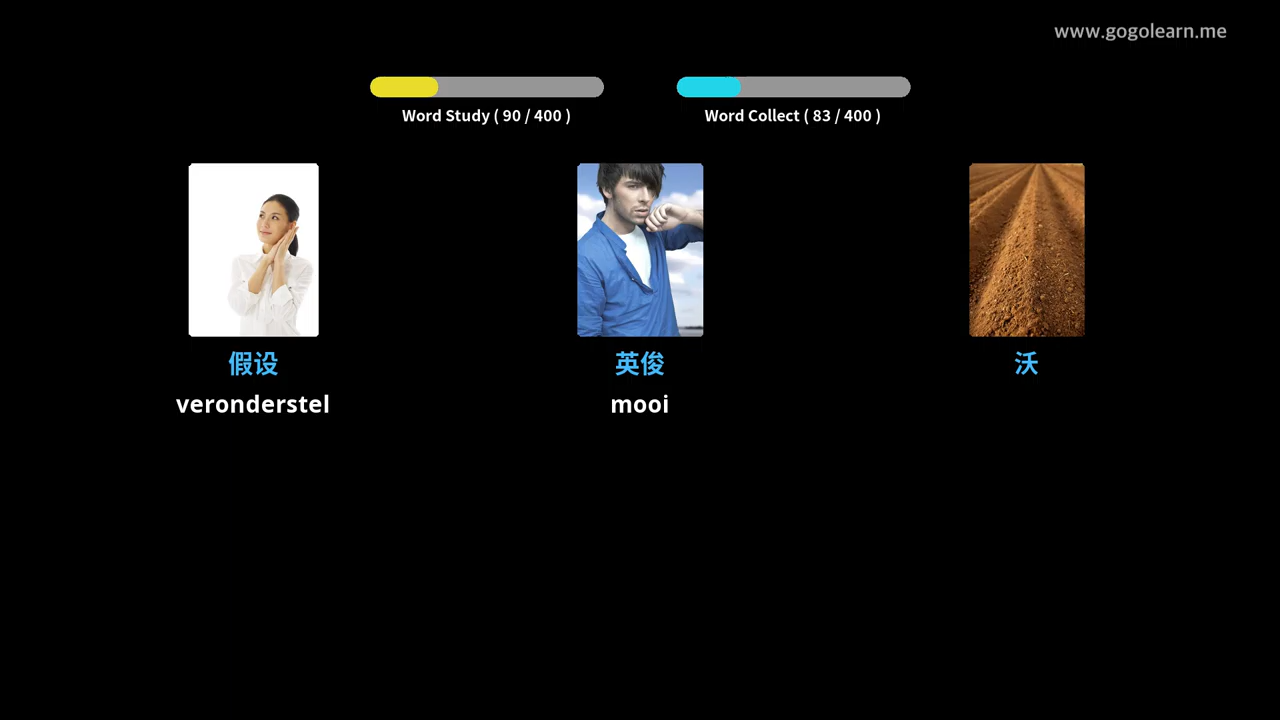 www.gogolearn.me
Word Study ( 90 / 400 )
Word Collect ( 83 / 400 )
假设
英俊
沃
veronderstel
mooi